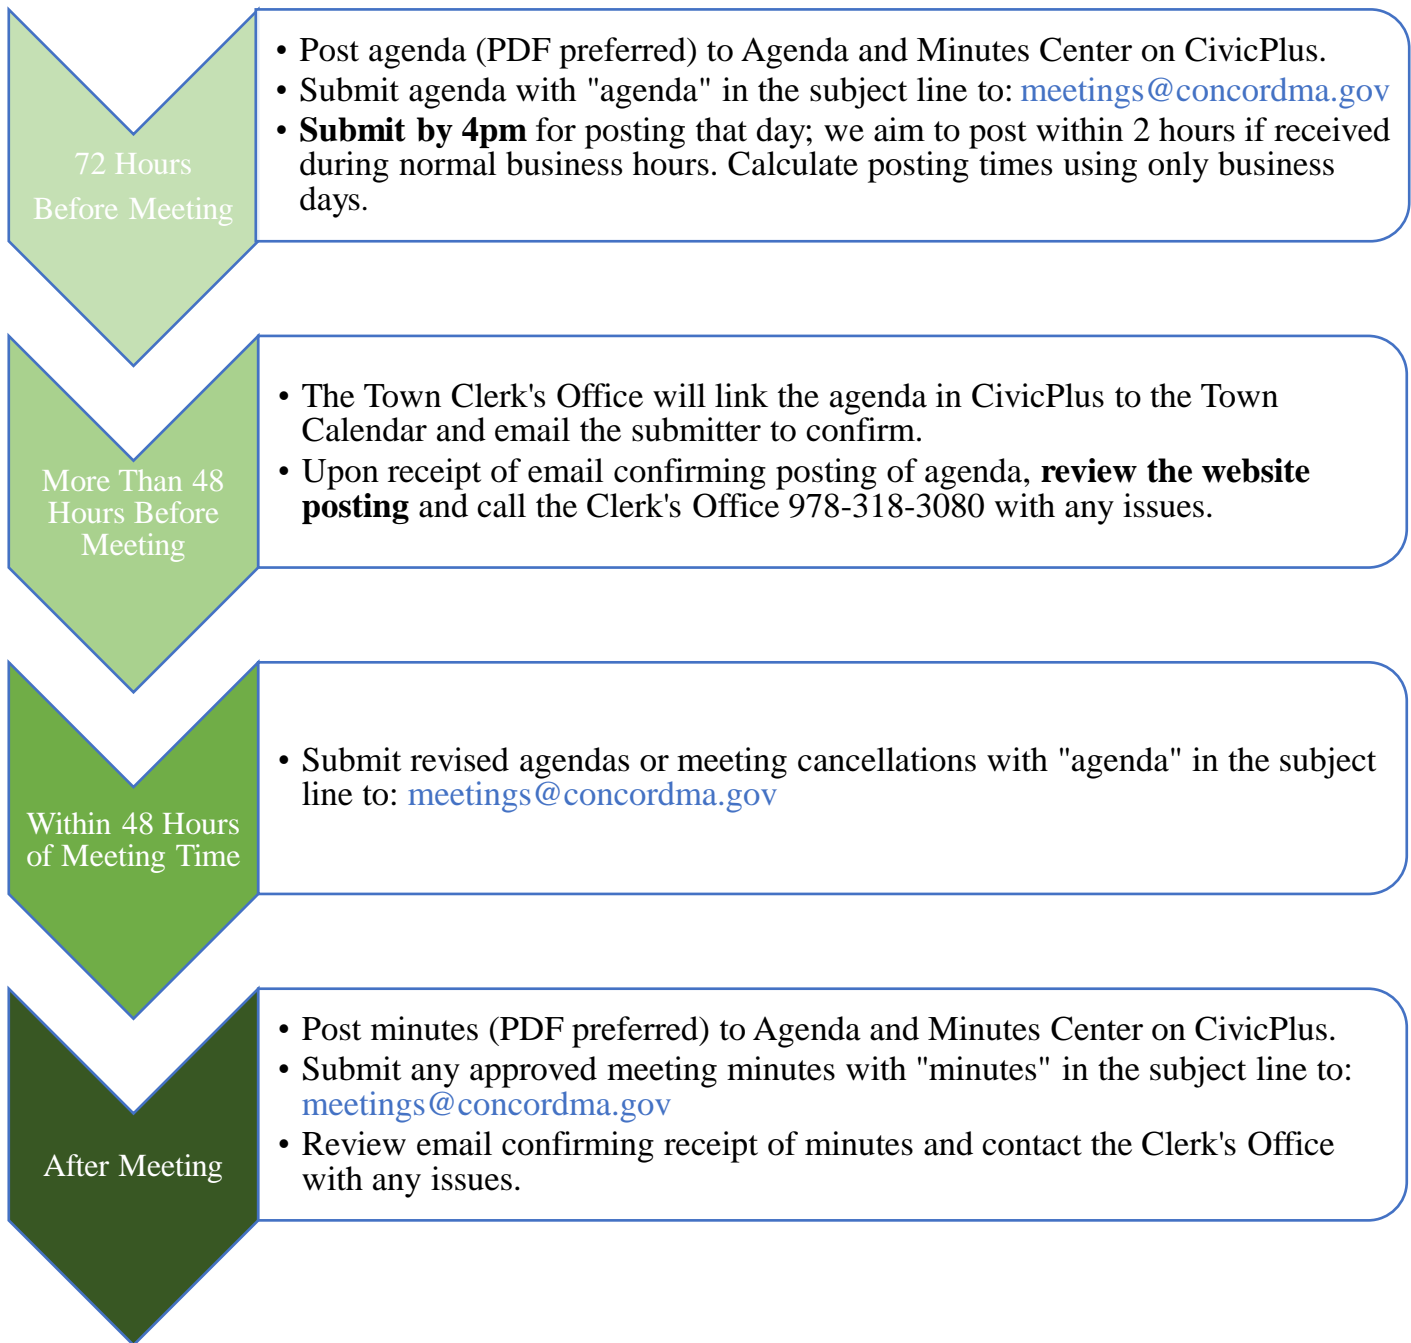 72 Hours
Before Meeting
• Post agenda (PDF preferred) to Agenda and Minutes Center on CivicPlus.
• Submit agenda with "agenda" in the subject line to: meetings@concordma.gov
• Submit by 4pm for posting that day; we aim to post within 2 hours if received
during normal business hours. Calculate posting times using only business
days.
More Than 48
Hours Before
Meeting
• The Town Clerk's Office will link the agenda in CivicPlus to the Town
Calendar and email the submitter to confirm.
• Upon receipt of email confirming posting of agenda, review the website
posting and call the Clerk's Office 978-318-3080 with any issues.
Within 48 Hours
of Meeting Time
• Submit revised agendas or meeting cancellations with "agenda" in the subject
line to: meetings@concordma.gov
After Meeting
• Post minutes (PDF preferred) to Agenda and Minutes Center on CivicPlus.
• Submit any approved meeting minutes with "minutes" in the subject line to:
meetings@concordma.gov
• Review email confirming receipt of minutes and contact the Clerk's Office
with any issues.